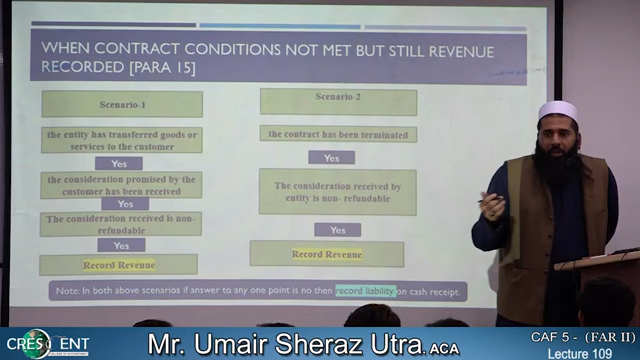 WHEN CONTRACT CONDITIONS NOT MET BUT STILL REVENUE
RECORDED [PARA 15]
Scenario-1
the entity has transferred goods or
services to the customer
Yes
the consideration promised by the
customer has been received
Yes
The consideration received is non-
refundable
Yes
Record Revenue
Scenario-2
the contract has been terminated
Yes
The consideration received by
entity is non- refundable
Yes
Record Revenue
Note: In both above scenarios if answer to any one point is no then record liability on cash receipt.
CRESCENT
Mr. Umair Sheraz Utra. ACA
CAF 5 - (FAR II)
Lecture 109